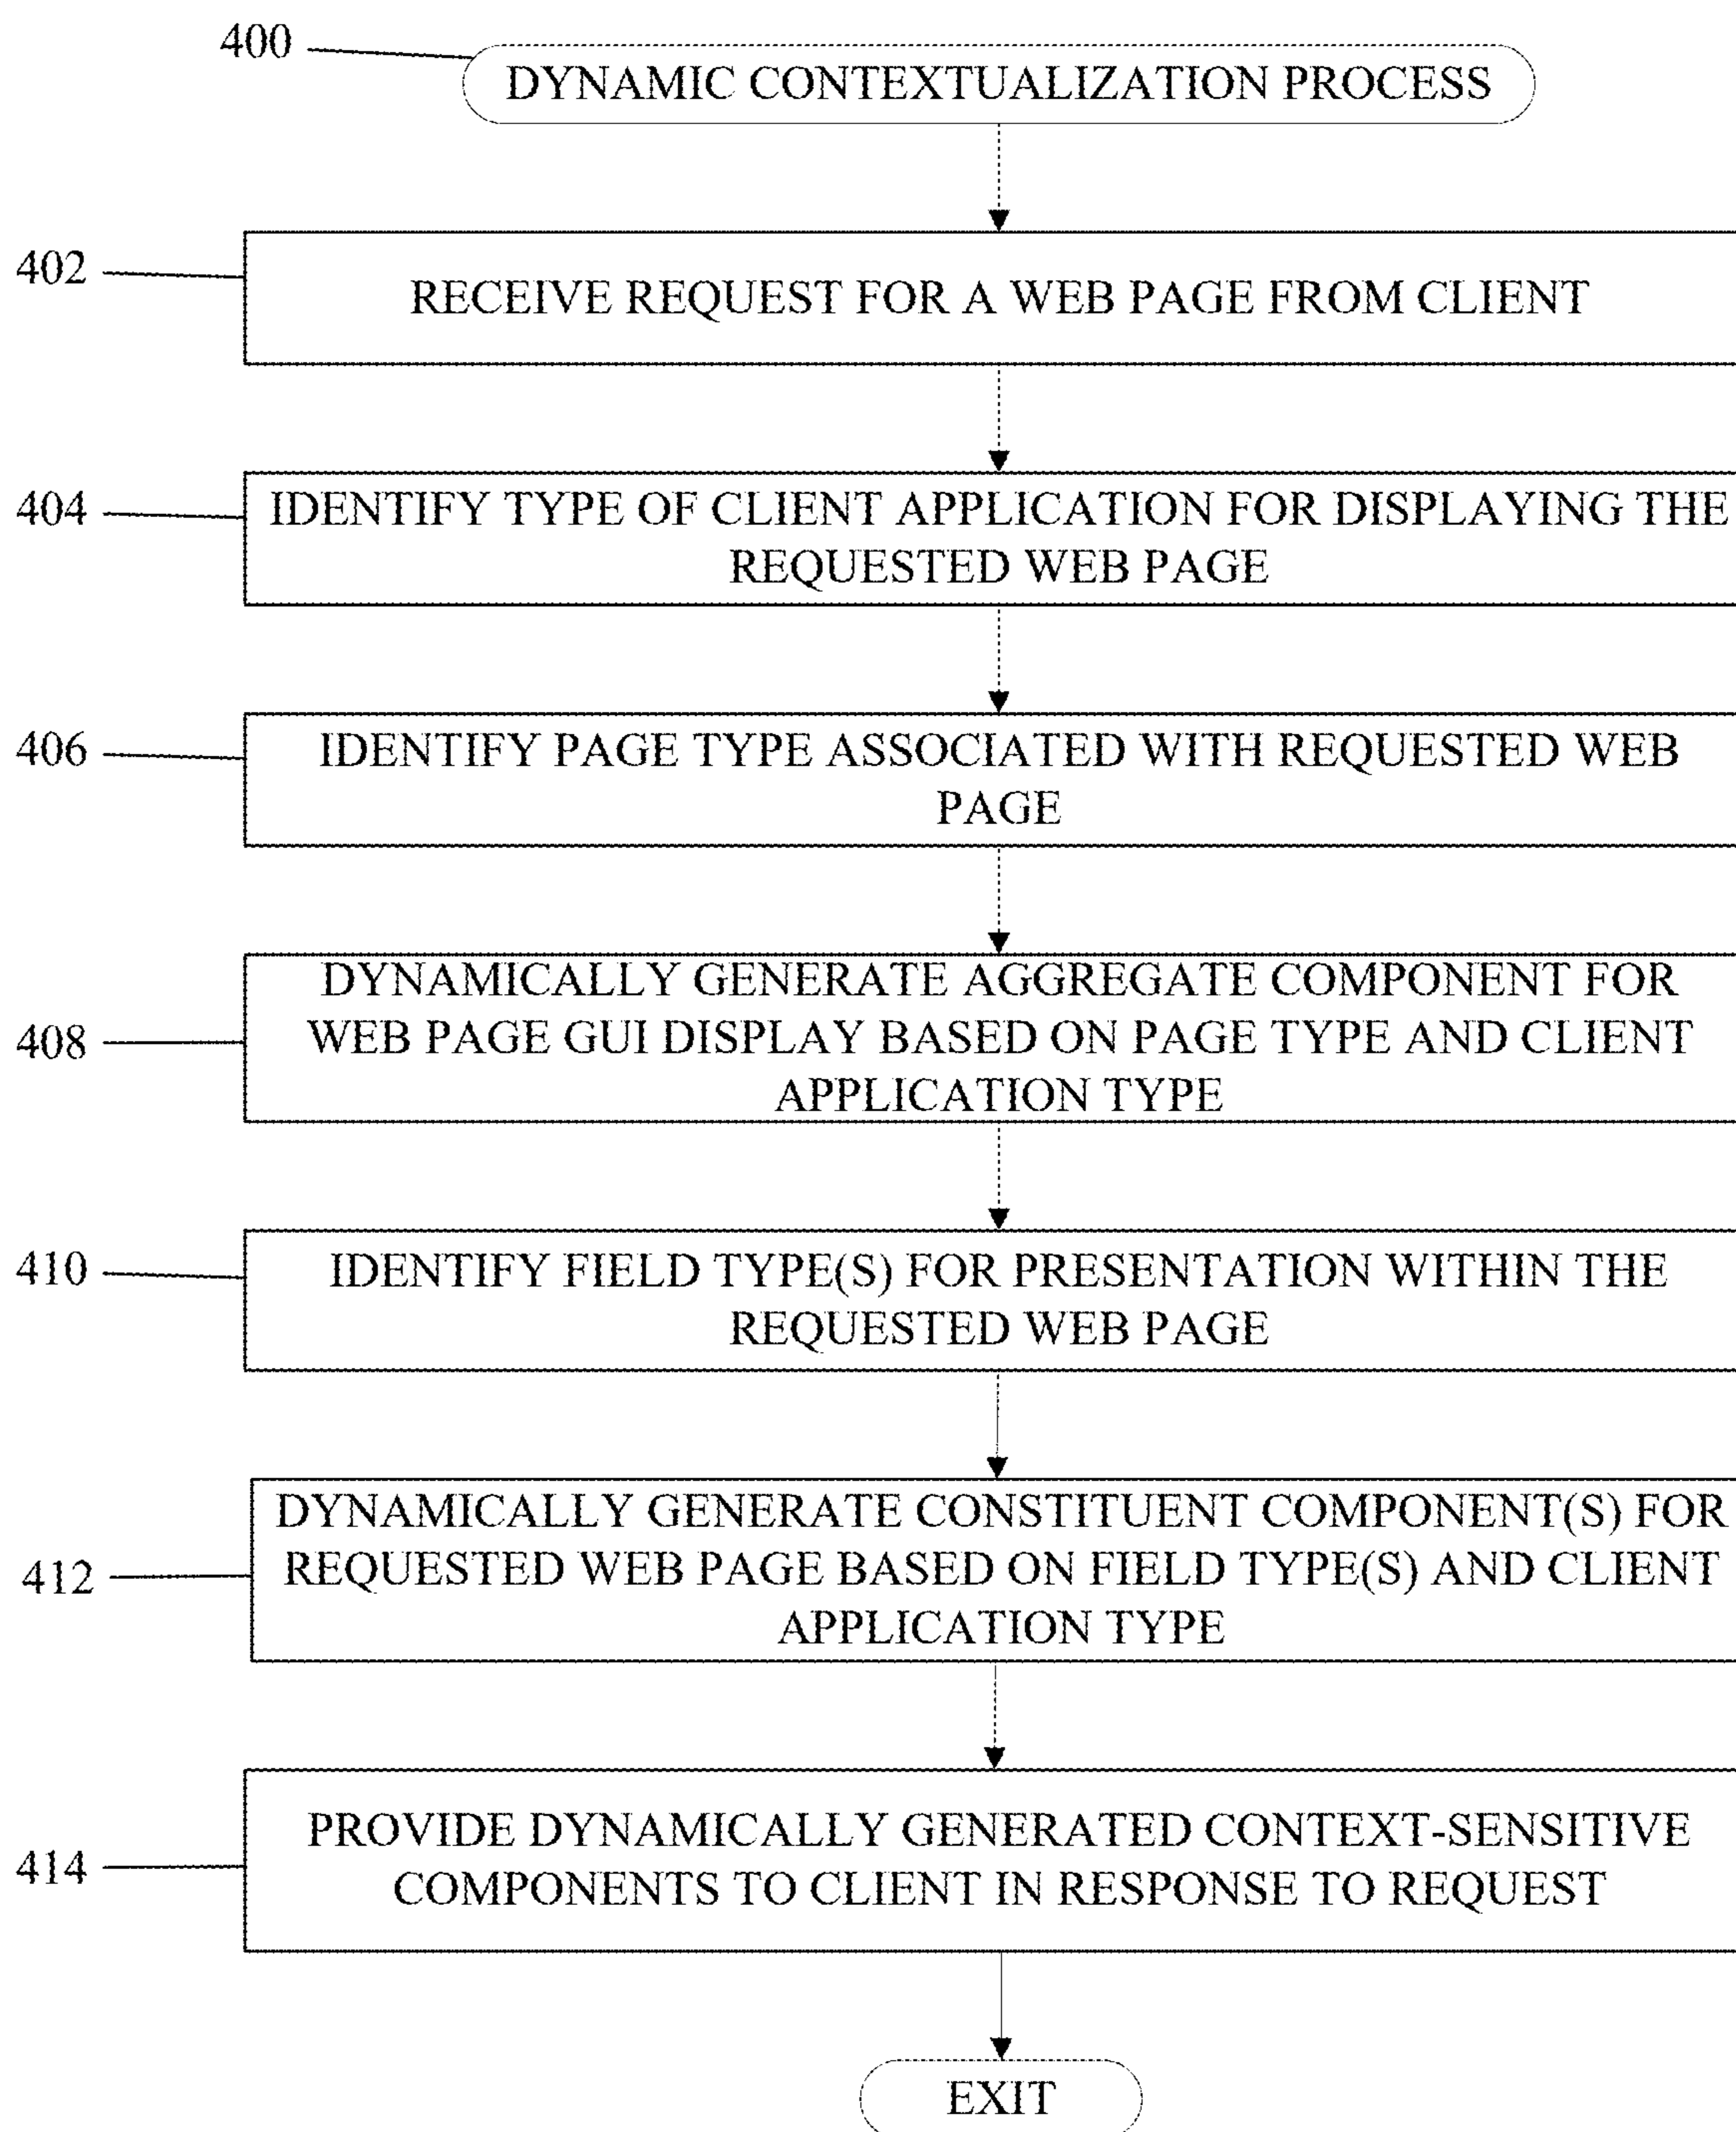 400
DYNAMIC CONTEXTUALIZATION PROCESS
402
RECEIVE REQUEST FOR A WEB PAGE FROM CLIENT
404
IDENTIFY TYPE OF CLIENT APPLICATION FOR DISPLAYING THE
REQUESTED WEB PAGE
406
IDENTIFY PAGE TYPE ASSOCIATED WITH REQUESTED WEB
PAGE
408
DYNAMICALLY GENERATE AGGREGATE COMPONENT FOR
WEB PAGE GUI DISPLAY BASED ON PAGE TYPE AND CLIENT
APPLICATION TYPE
410
IDENTIFY FIELD TYPE(S) FOR PRESENTATION WITHIN THE
REQUESTED WEB PAGE
412
DYNAMICALLY GENERATE CONSTITUENT COMPONENT(S) FOR
REQUESTED WEB PAGE BASED ON FIELD TYPE(S) AND CLIENT
APPLICATION TYPE
414
PROVIDE DYNAMICALLY GENERATED CONTEXT-SENSITIVE
COMPONENTS TO CLIENT IN RESPONSE TO REQUEST
EXIT